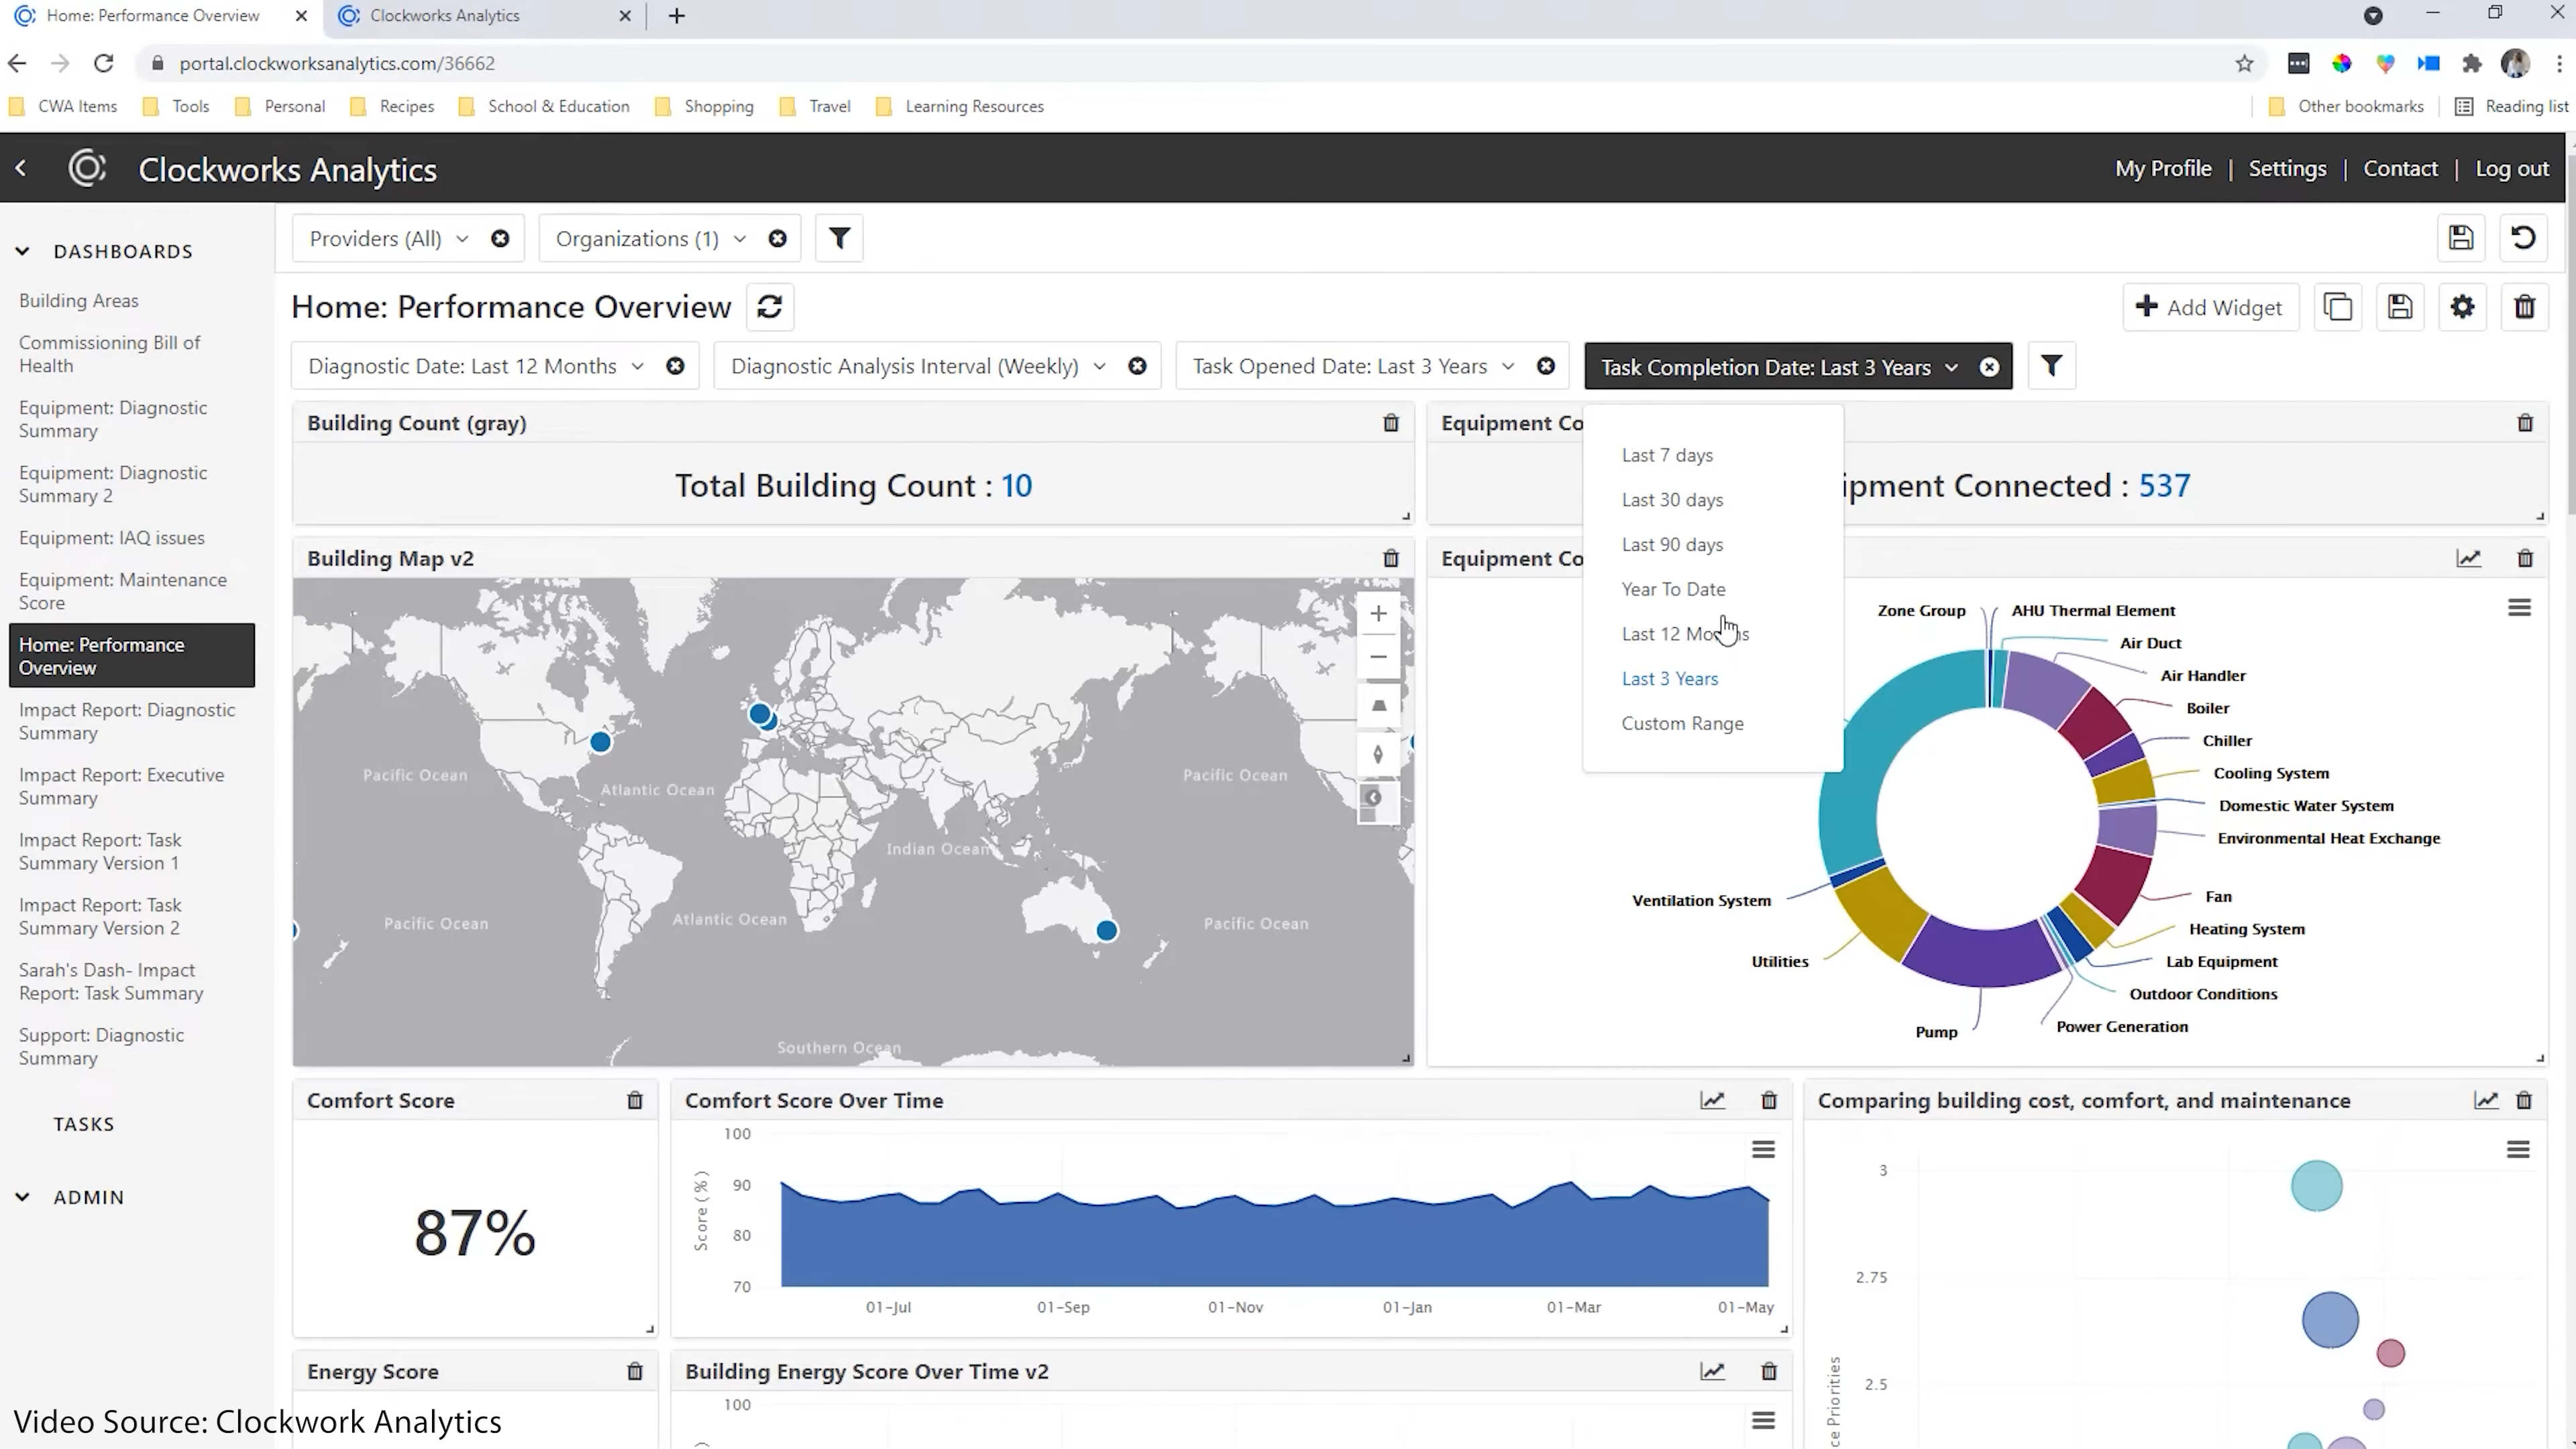 Home: Performance Overview
Clockworks Analytics
portal.clockworksanalytics.com/36662
CWA Items
Tools
Personal
Recipes
School & Education
Shopping
Travel
Learning Resources
Other bookmarks
Reading list
Clockworks Analytics
My Profile | Settings | Contact | Log out
DASHBOARDS
Building Areas
Commissioning Bill of
Health
Equipment: Diagnostic
Summary
Equipment: Diagnostic
Summary 2
Equipment: IAQ issues
Equipment: Maintenance
Score
Home: Performance
Overview
Impact Report: Diagnostic
Summary
Impact Report: Executive
Summary
Impact Report: Task
Summary Version 1
Impact Report: Task
Summary Version 2
Sarah's Dash- Impact
Report: Task Summary
Support: Diagnostic
Summary
TASKS
ADMIN
Providers (All)
Organizations (1)
Home: Performance Overview
Add Widget
Diagnostic Date: Last 12 Months
Diagnostic Analysis Interval (Weekly)
Task Opened Date: Last 3 Years
Task Completion Date: Last 3 Years
Last 7 days
Last 30 days
Last 90 days
Year To Date
Last 12 Months
Last 3 Years
Custom Range
Building Count (gray)
Total Building Count : 10
Equipment Co
ipment Connected : 537
Building Map v2
Pacific Ocean
Atlantic Ocean
Pacific Ocean
Indian Ocean
Pacific Ocean
Atlantic Ocean
Pacific Ocean
Southern Ocean
Equipment Co
Zone Group
AHU Thermal Element
Air Duct
Air Handler
Boiler
Chiller
Cooling System
Domestic Water System
Environmental Heat Exchange
Fan
Heating System
Lab Equipment
Outdoor Conditions
Power Generation
Pump
Utilities
Ventilation System
Comfort Score
87%
Comfort Score Over Time
100
90
80
70
Score (%)
01-Jul
01-Sep
01-Nov
01-Jan
01-Mar
01-May
Comparing building cost, comfort, and maintenance
3
2.75
2.5
ce Priorities
Energy Score
Building Energy Score Over Time v2
100
Video Source: Clockwork Analytics